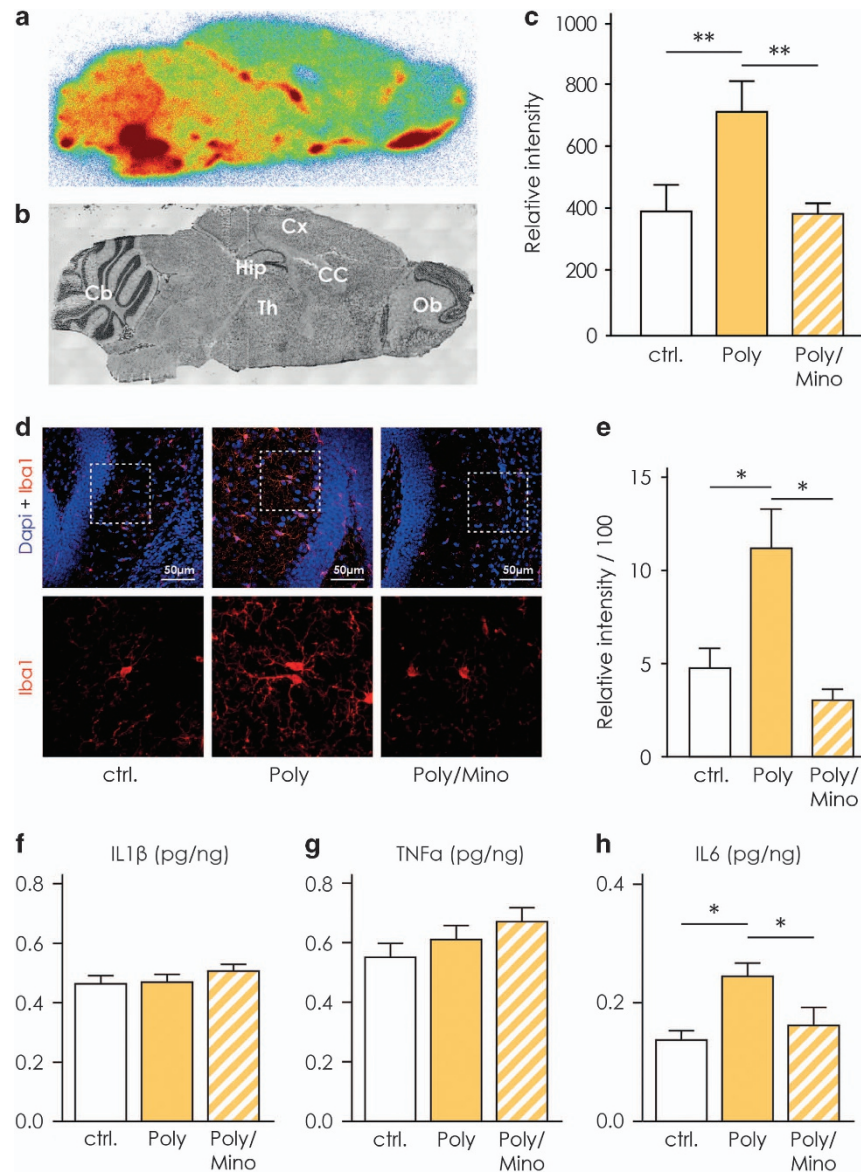 a
b
Cx
Hip
CC
Cb
Th
Ob
c
Relative intensity
1000
800
600
400
200
0
**
**
ctrl.
Poly
Poly/
Mino
d
Dapi + Iba1
50µm
50µm
50µm
Iba1
ctrl.
Poly
Poly/Mino
e
Relative intensity / 100
15
10
5
0
*
*
ctrl.
Poly
Poly/
Mino
f
IL1β (pg/ng)
0.8
0.6
0.4
0.2
0.0
ctrl.
Poly
Poly/
Mino
g
TNFα (pg/ng)
0.8
0.6
0.4
0.2
0.0
ctrl.
Poly
Poly/
Mino
h
IL6 (pg/ng)
0.4
0.2
0.0
*
*
ctrl.
Poly
Poly/
Mino